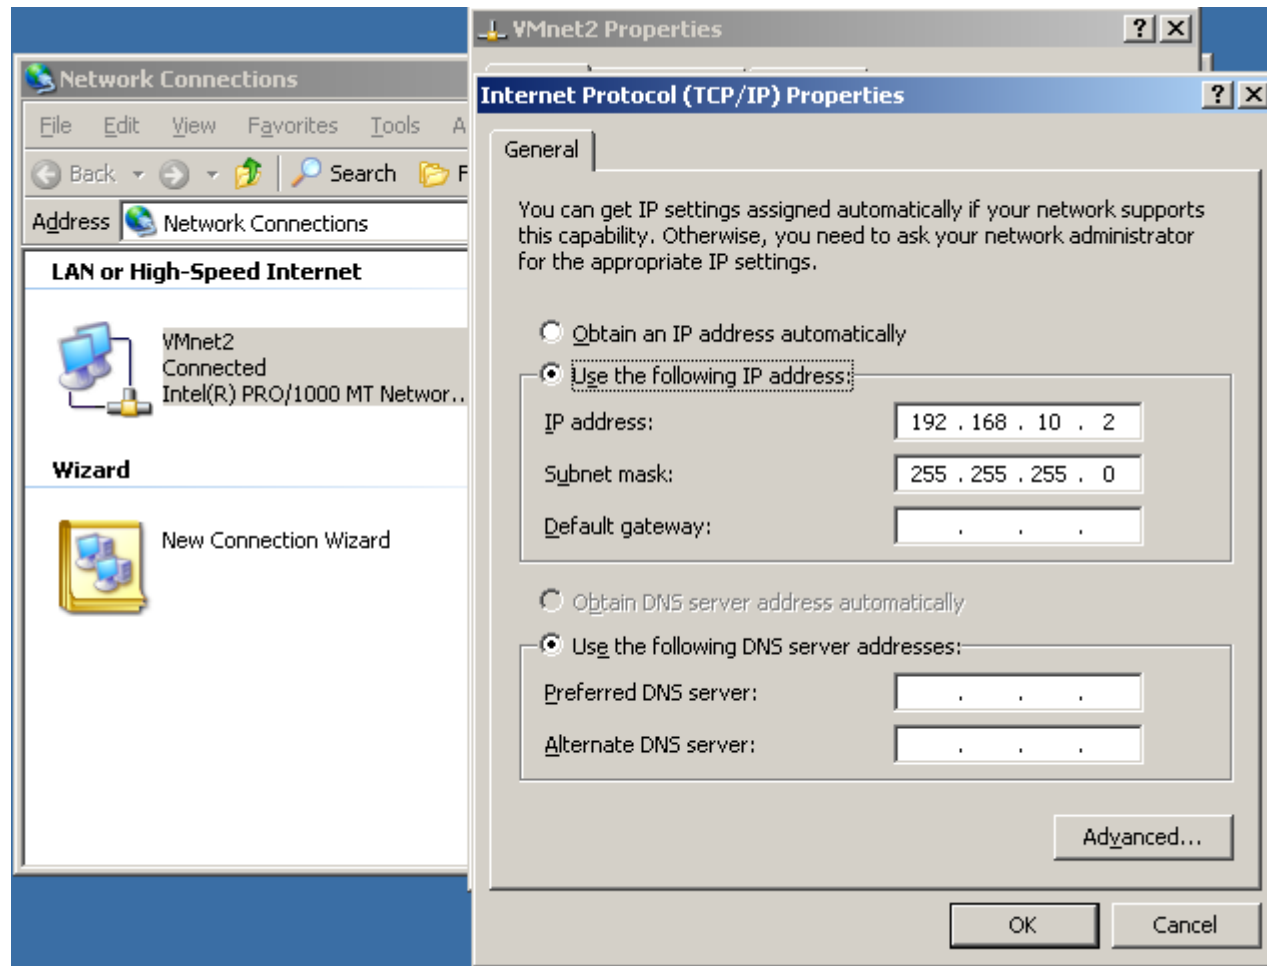 VMnet2 Properties
Network Connections
File Edit View Favorites Tools A
Back Search F
Address Network Connections
LAN or High-Speed Internet
VMnet2
Connected
Intel(R) PRO/1000 MT Networ...
Wizard
New Connection Wizard
Internet Protocol (TCP/IP) Properties
General
You can get IP settings assigned automatically if your network supports
this capability. Otherwise, you need to ask your network administrator
for the appropriate IP settings.
Obtain an IP address automatically
Use the following IP address:
IP address: 192 . 168 . 10 . 2
Subnet mask: 255 . 255 . 255 . 0
Default gateway: . . .
Obtain DNS server address automatically
Use the following DNS server addresses:
Preferred DNS server: . . .
Alternate DNS server: . . .
Advanced...
OK Cancel